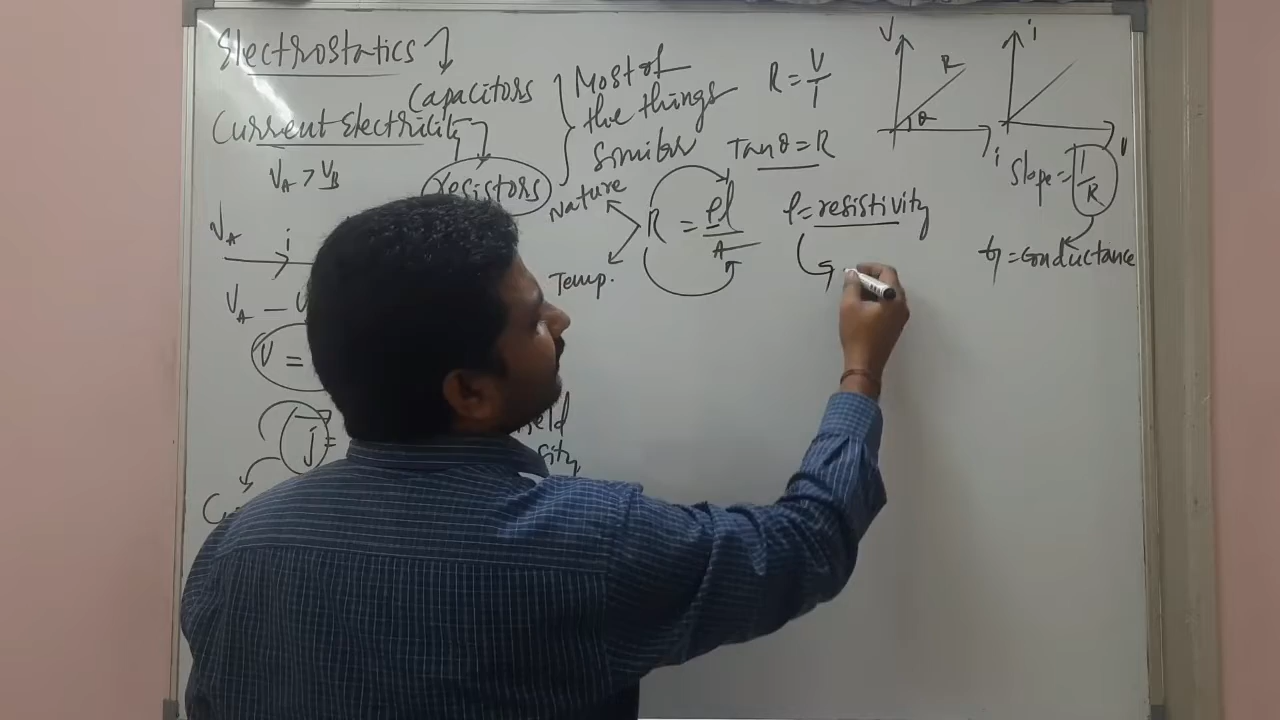 Electrostatics
Capacitors
Current Electricity
resistors
Most of
the things
Similar
V_A > V_B
V_A
i
V_A –
V =
j =
R = V/I
Tanθ = R
Nature
Temp.
R = ρl/A
ρ = resistivity
V
R
θ
i
i
V
Slope = 1/R
G = conductance